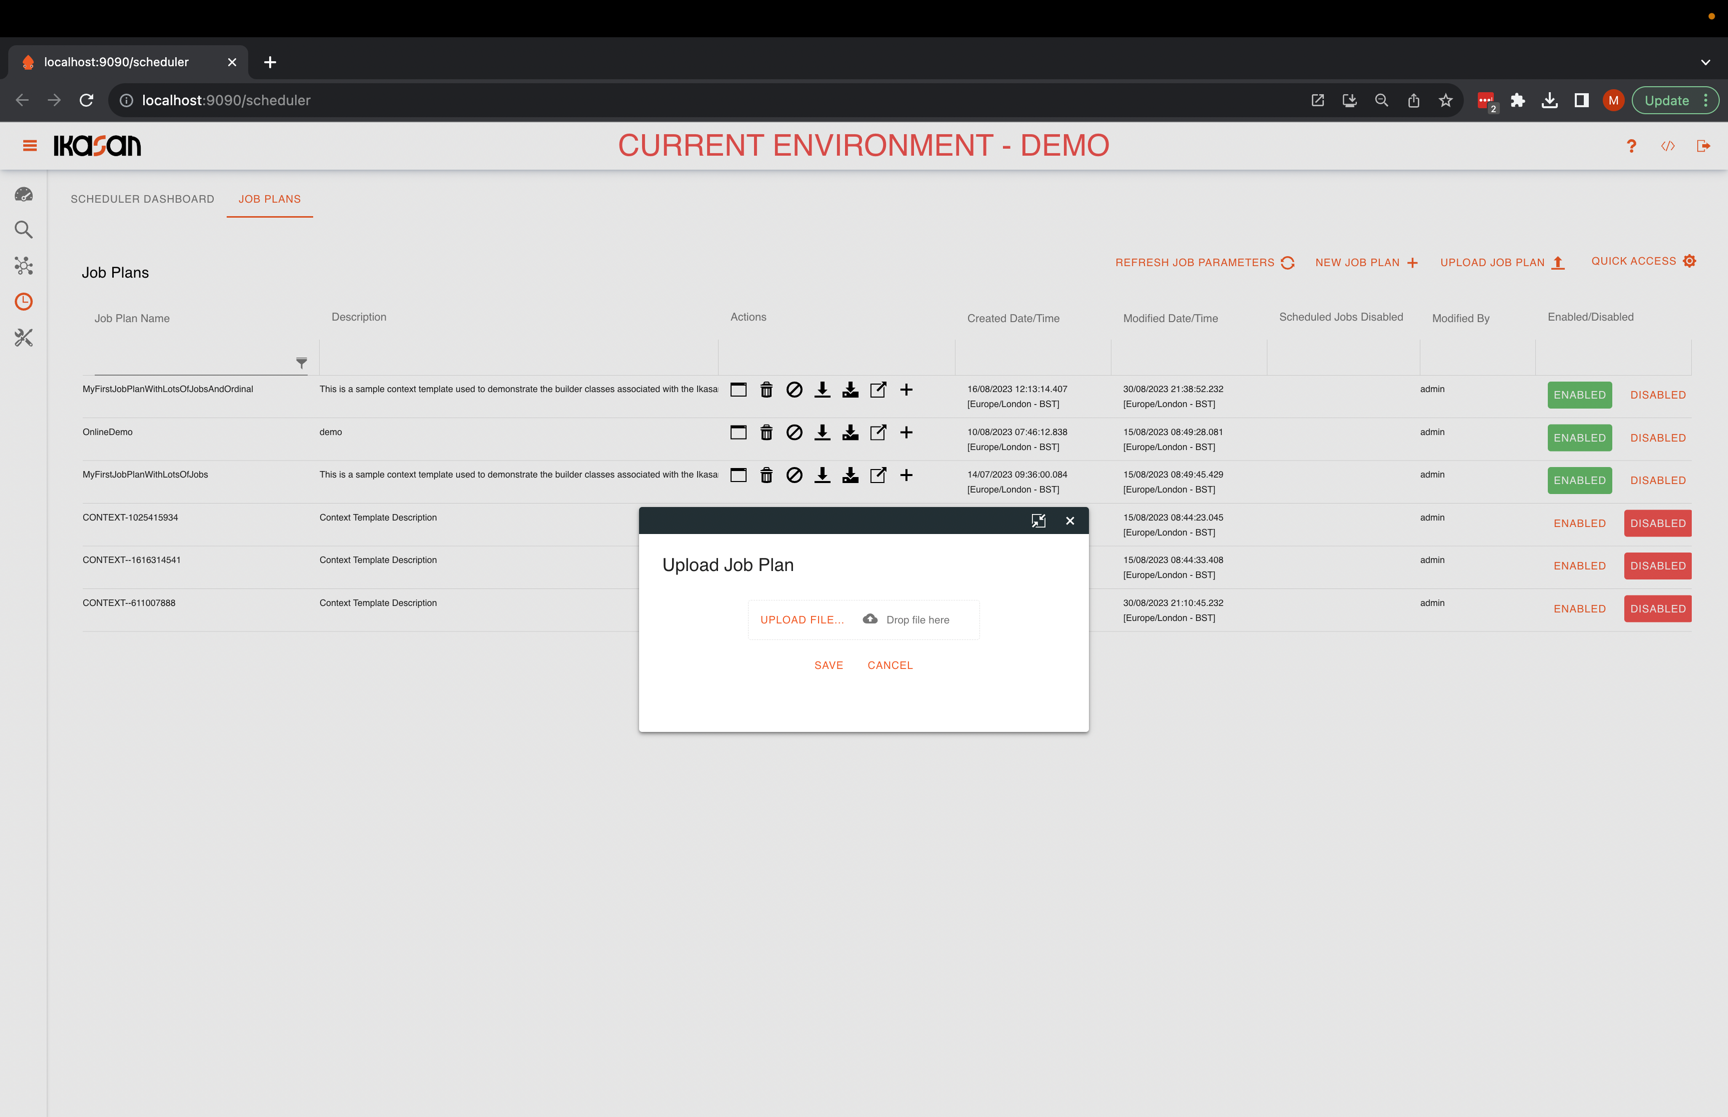 localhost:9090/scheduler
localhost:9090/scheduler
2
M
Update
IKASAN
CURRENT ENVIRONMENT - DEMO
?
</>
SCHEDULER DASHBOARD
JOB PLANS
Job Plans
REFRESH JOB PARAMETERS
NEW JOB PLAN
UPLOAD JOB PLAN
QUICK ACCESS
Job Plan Name
Description
Actions
Created Date/Time
Modified Date/Time
Scheduled Jobs Disabled
Modified By
Enabled/Disabled
MyFirstJobPlanWithLotsOfJobsAndOrdinal
This is a sample context template used to demonstrate the builder classes associated with the Ikasa
16/08/2023 12:13:14.407
[Europe/London - BST]
30/08/2023 21:38:52.232
[Europe/London - BST]
admin
ENABLED
DISABLED
OnlineDemo
demo
10/08/2023 07:46:12.838
[Europe/London - BST]
15/08/2023 08:49:28.081
[Europe/London - BST]
admin
ENABLED
DISABLED
MyFirstJobPlanWithLotsOfJobs
This is a sample context template used to demonstrate the builder classes associated with the Ikasa
14/07/2023 09:36:00.084
[Europe/London - BST]
15/08/2023 08:49:45.429
[Europe/London - BST]
admin
ENABLED
DISABLED
CONTEXT-1025415934
Context Template Description
15/08/2023 08:44:23.045
[Europe/London - BST]
admin
ENABLED
DISABLED
CONTEXT--1616314541
Context Template Description
15/08/2023 08:44:33.408
[Europe/London - BST]
admin
ENABLED
DISABLED
CONTEXT--611007888
Context Template Description
30/08/2023 21:10:45.232
[Europe/London - BST]
admin
ENABLED
DISABLED
Upload Job Plan
UPLOAD FILE...
Drop file here
SAVE
CANCEL